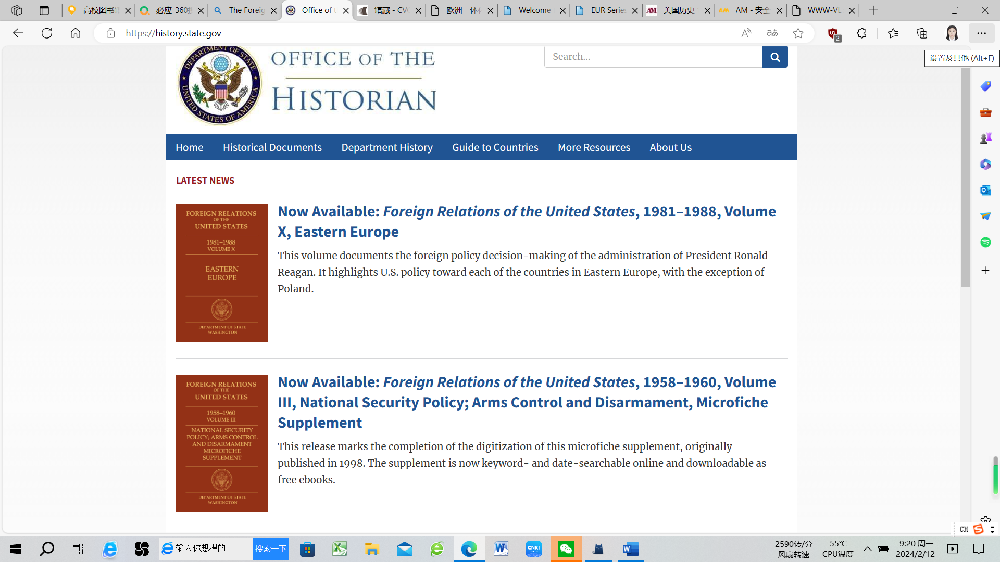 高校图书馆
必应_360搜
The Foreig
Office of t
馆藏 - CVC
欧洲一体化
Welcome
EUR Series
美国历史
AM - 安全
WWW-VL
https://history.state.gov
2
设置及其他 (Alt+F)
DEPARTMENT OF STATE
UNITED STATES OF AMERICA
OFFICE OF THE
HISTORIAN
Search...
Home
Historical Documents
Department History
Guide to Countries
More Resources
About Us
LATEST NEWS
FOREIGN RELATIONS
OF THE
UNITED STATES
1981–1988
VOLUME X
EASTERN
EUROPE
DEPARTMENT OF STATE
WASHINGTON
Now Available: Foreign Relations of the United States, 1981–1988, Volume
X, Eastern Europe
This volume documents the foreign policy decision-making of the administration of President Ronald
Reagan. It highlights U.S. policy toward each of the countries in Eastern Europe, with the exception of
Poland.
FOREIGN RELATIONS
OF THE
UNITED STATES
1958–1960
VOLUME III
NATIONAL SECURITY
POLICY; ARMS CONTROL
AND DISARMAMENT
MICROFICHE
SUPPLEMENT
DEPARTMENT OF STATE
WASHINGTON
Now Available: Foreign Relations of the United States, 1958–1960, Volume
III, National Security Policy; Arms Control and Disarmament, Microfiche
Supplement
This release marks the completion of the digitization of this microfiche supplement, originally
published in 1998. The supplement is now keyword- and date-searchable online and downloadable as
free ebooks.
CH
输入你想搜的
搜索一下
CNKI
2590转/分
风扇转速
55℃
CPU温度
9:20 周一
2024/2/12